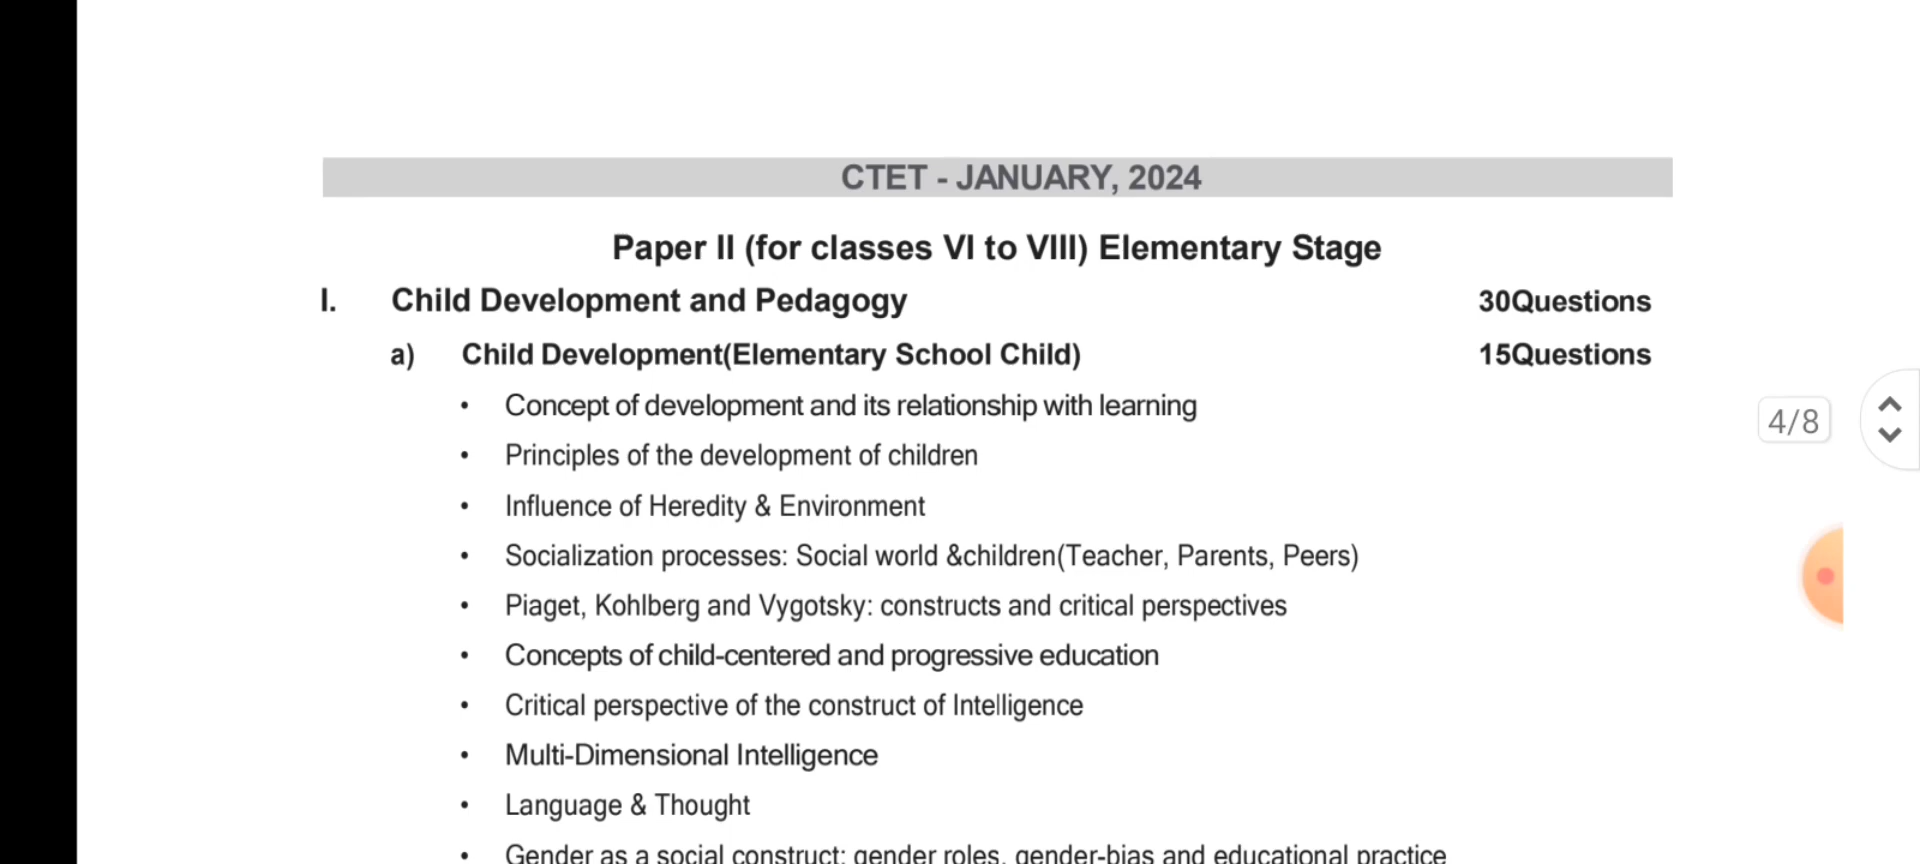 CTET - JANUARY, 2024
Paper II (for classes VI to VIII) Elementary Stage
I. Child Development and Pedagogy 30Questions
a) Child Development(Elementary School Child) 15Questions
• Concept of development and its relationship with learning
• Principles of the development of children
• Influence of Heredity & Environment
• Socialization processes: Social world &children(Teacher, Parents, Peers)
• Piaget, Kohlberg and Vygotsky: constructs and critical perspectives
• Concepts of child-centered and progressive education
• Critical perspective of the construct of Intelligence
• Multi-Dimensional Intelligence
• Language & Thought
• Gender as a social construct; gender roles, gender-bias and educational practice
4/8